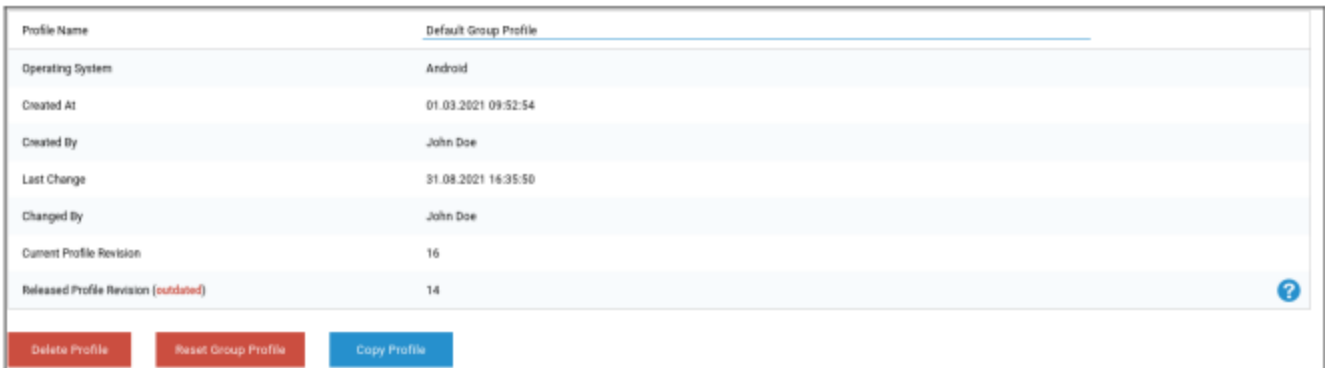 Profile Name Default Group Profile
Operating System Android
Created At 01.03.2021 09:52:54
Created By John Doe
Last Change 31.08.2021 16:35:50
Changed By John Doe
Current Profile Revision 16
Released Profile Revision (outdated) 14 ?
Delete Profile Reset Group Profile Copy Profile